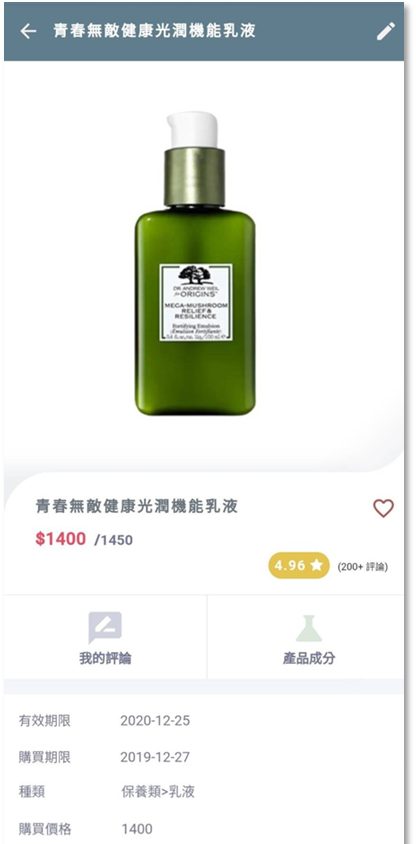 青春無敵健康光潤機能乳液
DR. ANDREW WEIL
for ORIGINS™
MEGA-MUSHROOM
RELIEF &
RESILIENCE
Fortifying Emulsion
(Émulsion Fortifiante)
青春無敵健康光潤機能乳液
$1400 /1450
4.96 (200+ 評論)
我的評論 產品成分
有效期限 2020-12-25
購買期限 2019-12-27
種類 保養類>乳液
購買價格 1400